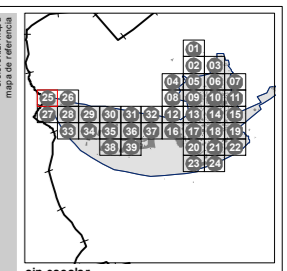 mapa de referencia
01
02 03
04 05 06 07
25 26 08 09 10 11
27 28 29 30 31 32 12 13 14 15
33 34 35 36 37 16 17 18 19
38 39 20 21 22
23 24
sin escalar